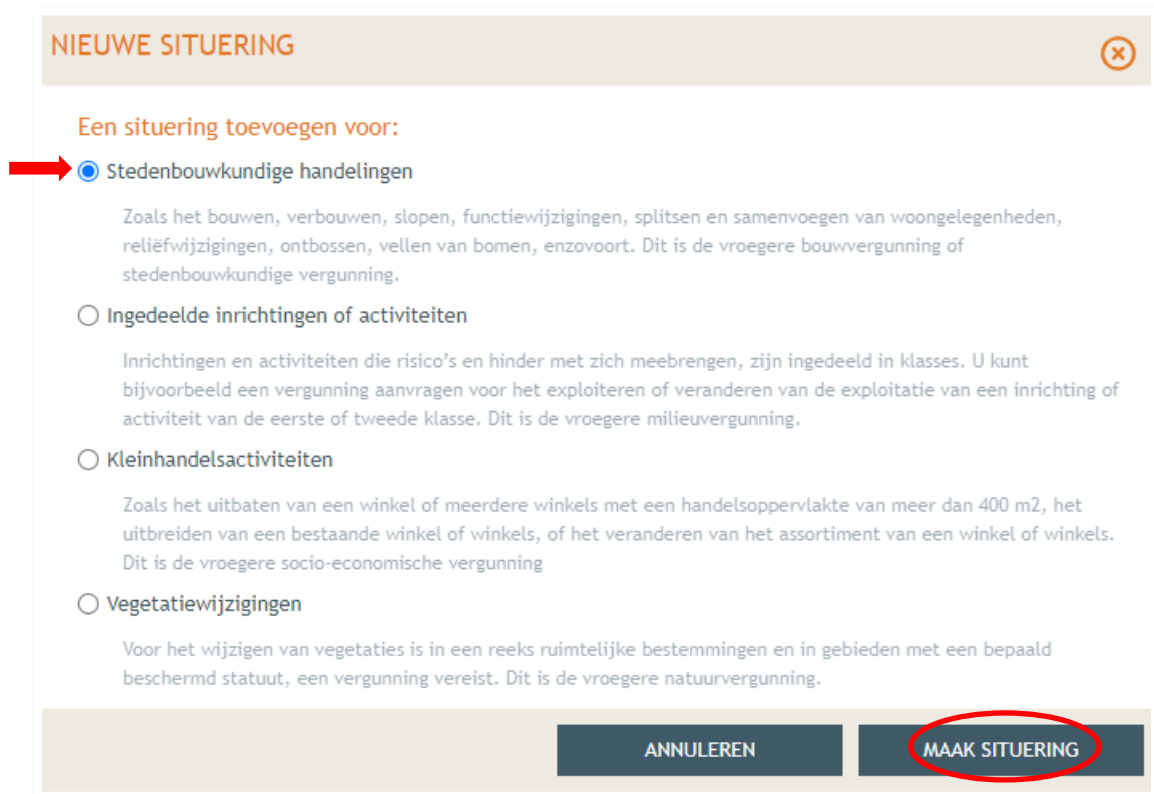 NIEUWE SITUERING
Een situering toevoegen voor:
Stedenbouwkundige handelingen
Zoals het bouwen, verbouwen, slopen, functiewijzigingen, splitsen en samenvoegen van woongelegenheden,
reliëfwijzigingen, ontbossen, vellen van bomen, enzovoort. Dit is de vroegere bouwvergunning of
stedenbouwkundige vergunning.
Ingedeelde inrichtingen of activiteiten
Inrichtingen en activiteiten die risico's en hinder met zich meebrengen, zijn ingedeeld in klasses. U kunt
bijvoorbeeld een vergunning aanvragen voor het exploiteren of veranderen van de exploitatie van een inrichting of
activiteit van de eerste of tweede klasse. Dit is de vroegere milieuvergunning.
Kleinhandelsactiviteiten
Zoals het uitbaten van een winkel of meerdere winkels met een handelsoppervlakte van meer dan 400 m2, het
uitbreiden van een bestaande winkel of winkels, of het veranderen van het assortiment van een winkel of winkels.
Dit is de vroegere socio-economische vergunning
Vegetatiewijzigingen
Voor het wijzigen van vegetaties is in een reeks ruimtelijke bestemmingen en in gebieden met een bepaald
beschermd statuut, een vergunning vereist. Dit is de vroegere natuurvergunning.
ANNULEREN
MAAK SITUERING